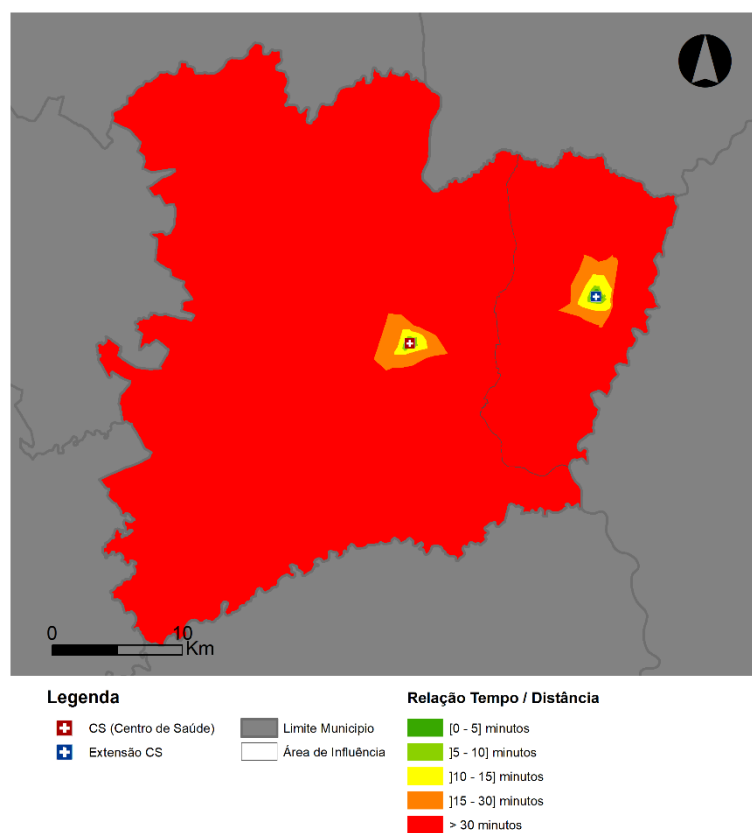 0 10
Km
Legenda
CS (Centro de Saúde)
Extensão CS
Limite Municipio
Área de Influência
Relação Tempo / Distância
[0 - 5] minutos
]5 - 10] minutos
]10 - 15] minutos
]15 - 30] minutos
> 30 minutos